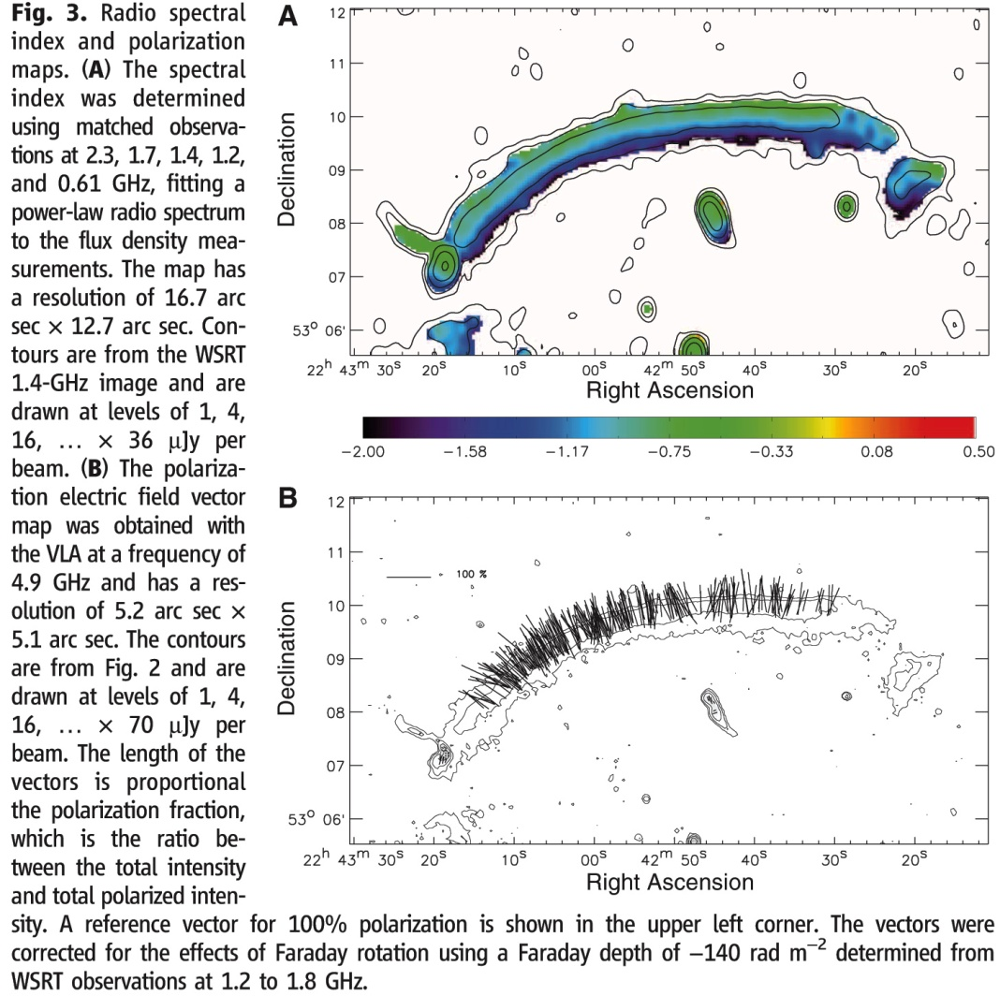 Fig. 3. Radio spectral
index and polarization
maps. (A) The spectral
index was determined
using matched observa-
tions at 2.3, 1.7, 1.4, 1.2,
and 0.61 GHz, fitting a
power-law radio spectrum
to the flux density mea-
surements. The map has
a resolution of 16.7 arc
sec × 12.7 arc sec. Con-
tours are from the WSRT
1.4-GHz image and are
drawn at levels of 1, 4,
16, … × 36 μJy per
beam. (B) The polariza-
tion electric field vector
map was obtained with
the VLA at a frequency of
4.9 GHz and has a res-
olution of 5.2 arc sec ×
5.1 arc sec. The contours
are from Fig. 2 and are
drawn at levels of 1, 4,
16, … × 70 μJy per
beam. The length of the
vectors is proportional
the polarization fraction,
which is the ratio be-
tween the total intensity
and total polarized inten-
sity. A reference vector for 100% polarization is shown in the upper left corner. The vectors were
corrected for the effects of Faraday rotation using a Faraday depth of −140 rad m⁻² determined from
WSRT observations at 1.2 to 1.8 GHz.
A
12
11
10
09
08
07
53° 06'
Declination
22ʰ 43ᵐ 30ˢ 20ˢ 10ˢ 00ˢ 42ᵐ 50ˢ 40ˢ 30ˢ 20ˢ
Right Ascension
−2.00 −1.58 −1.17 −0.75 −0.33 0.08 0.50
B
12
11
10
09
08
07
53° 06'
Declination
100 %
22ʰ 43ᵐ 30ˢ 20ˢ 10ˢ 00ˢ 42ᵐ 50ˢ 40ˢ 30ˢ 20ˢ
Right Ascension